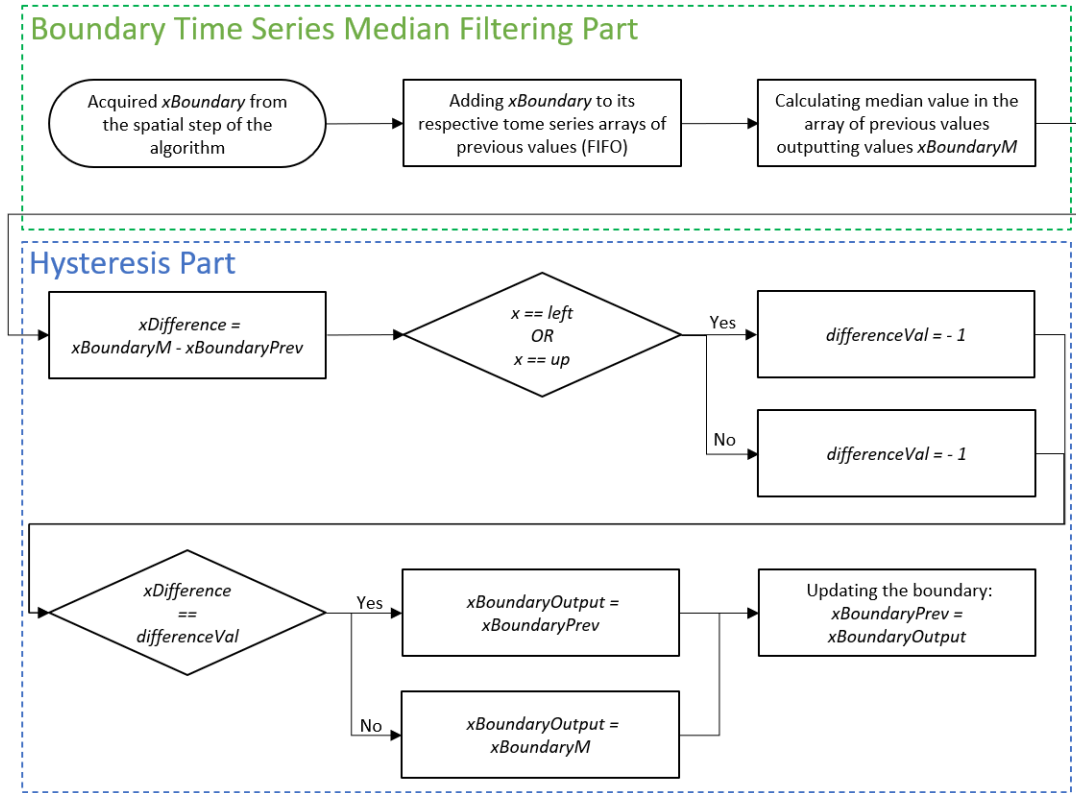 Boundary Time Series Median Filtering Part
Acquired xBoundary from
the spatial step of the
algorithm
Adding xBoundary to its
respective tome series arrays of
previous values (FIFO)
Calculating median value in the
array of previous values
outputting values xBoundaryM
Hysteresis Part
xDifference =
xBoundaryM - xBoundaryPrev
x == left
OR
x == up
Yes
differenceVal = - 1
No
differenceVal = - 1
xDifference
==
differenceVal
Yes
xBoundaryOutput =
xBoundaryPrev
Updating the boundary:
xBoundaryPrev =
xBoundaryOutput
No
xBoundaryOutput =
xBoundaryM